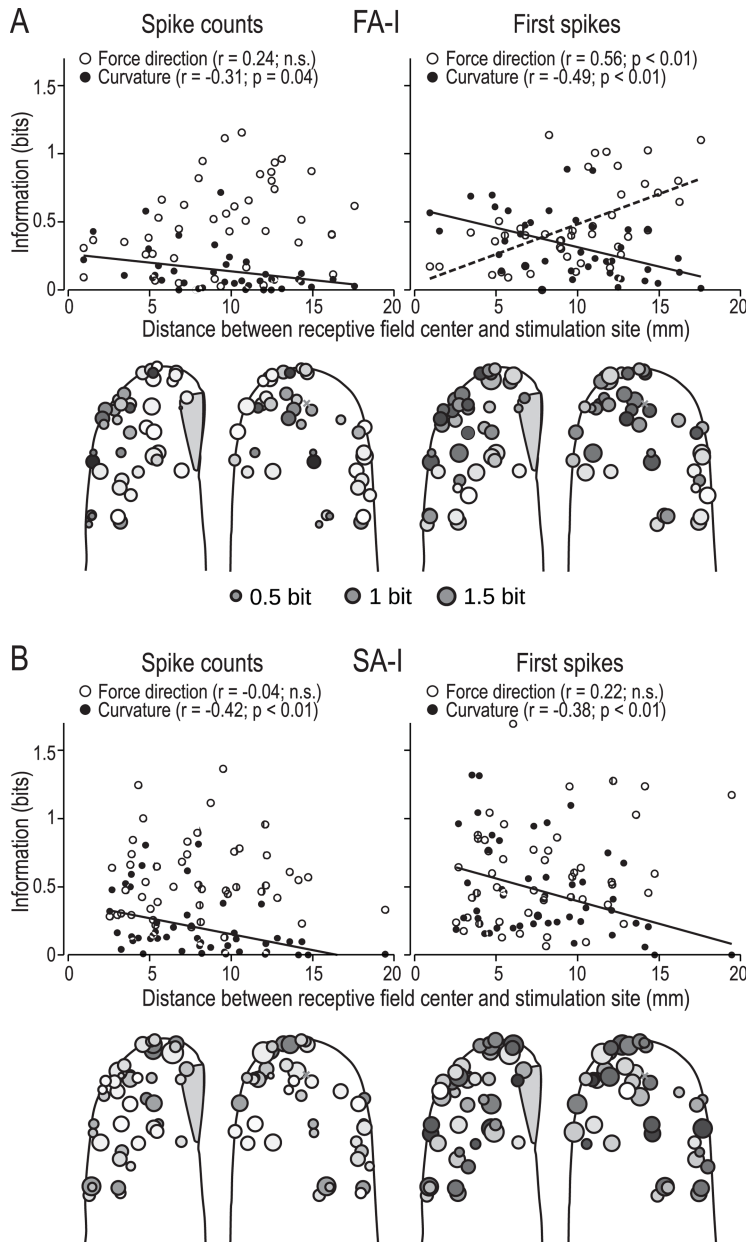 A
Spike counts
FA-I
First spikes
Force direction (r = 0.24; n.s.)
Curvature (r = -0.31; p = 0.04)
Force direction (r = 0.56; p < 0.01)
Curvature (r = -0.49; p < 0.01)
Information (bits)
1.5
1
0.5
0
0
5
10
15
20
0
5
10
15
20
Distance between receptive field center and stimulation site (mm)
0.5 bit
1 bit
1.5 bit
B
Spike counts
SA-I
First spikes
Force direction (r = -0.04; n.s.)
Curvature (r = -0.42; p < 0.01)
Force direction (r = 0.22; n.s.)
Curvature (r = -0.38; p < 0.01)
Information (bits)
1.5
1
0.5
0
0
5
10
15
20
0
5
10
15
20
Distance between receptive field center and stimulation site (mm)